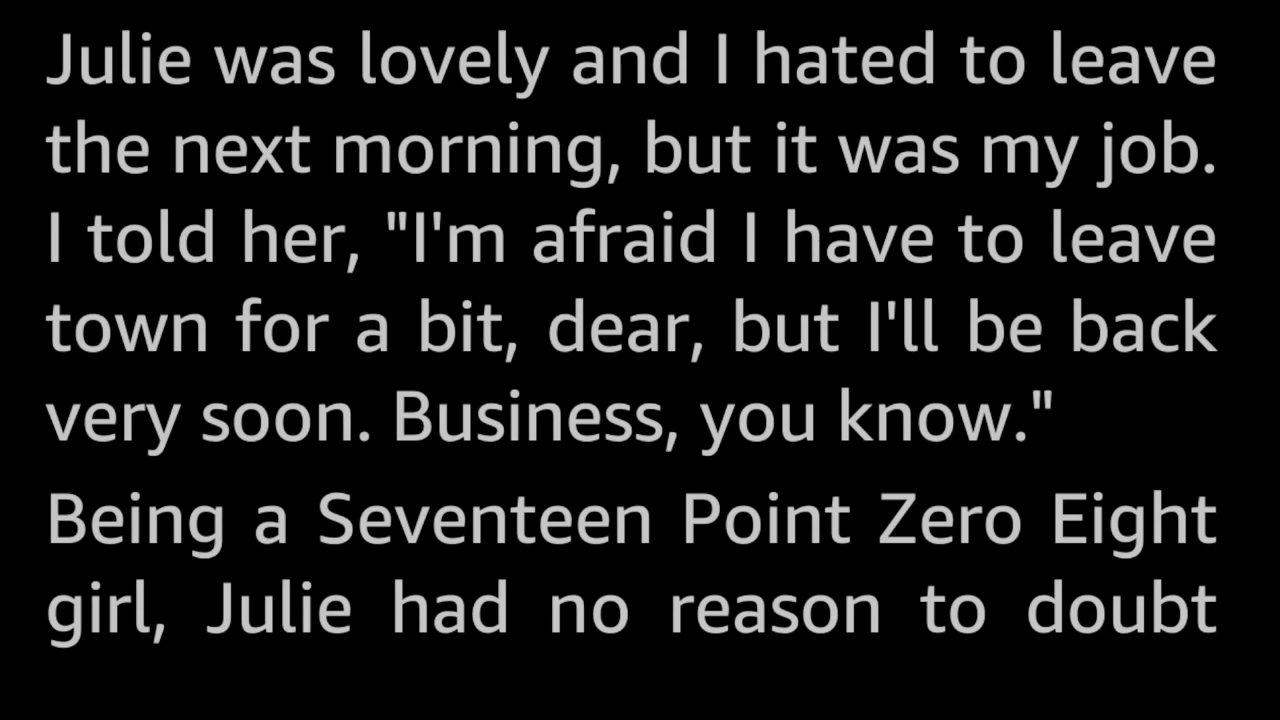 Julie was lovely and I hated to leave
the next morning, but it was my job.
I told her, "I'm afraid I have to leave
town for a bit, dear, but I'll be back
very soon. Business, you know."
Being a Seventeen Point Zero Eight
girl, Julie had no reason to doubt